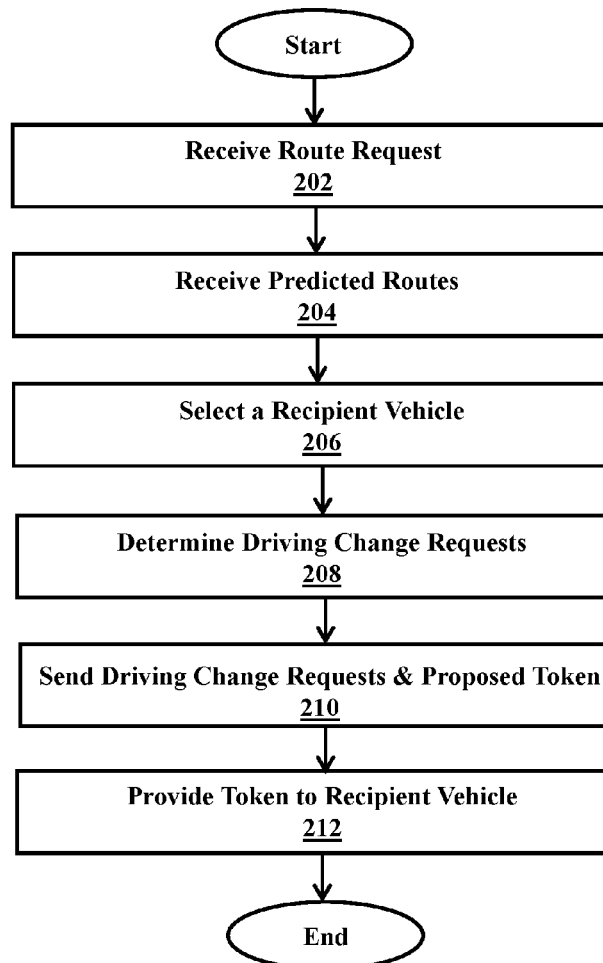 Start
Receive Route Request
202
Receive Predicted Routes
204
Select a Recipient Vehicle
206
Determine Driving Change Requests
208
Send Driving Change Requests & Proposed Token
210
Provide Token to Recipient Vehicle
212
End